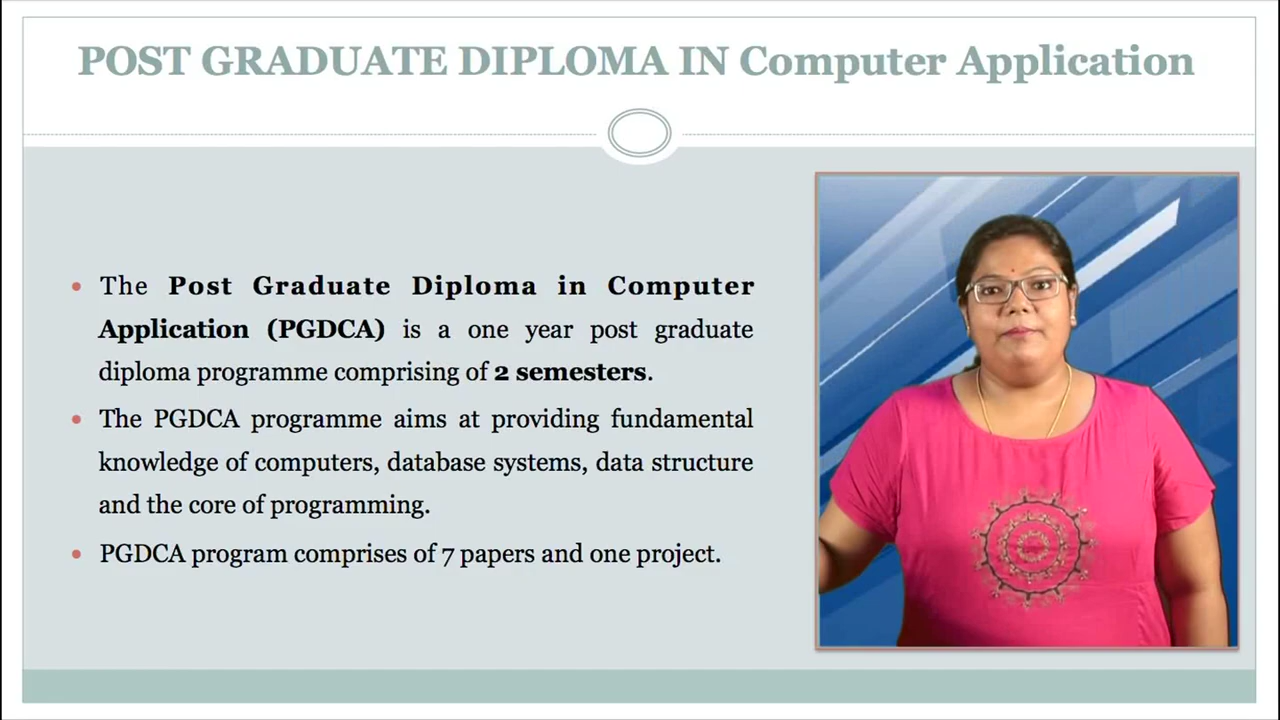 POST GRADUATE DIPLOMA IN Computer Application
The Post Graduate Diploma in Computer
Application (PGDCA) is a one year post graduate
diploma programme comprising of 2 semesters.
The PGDCA programme aims at providing fundamental
knowledge of computers, database systems, data structure
and the core of programming.
PGDCA program comprises of 7 papers and one project.